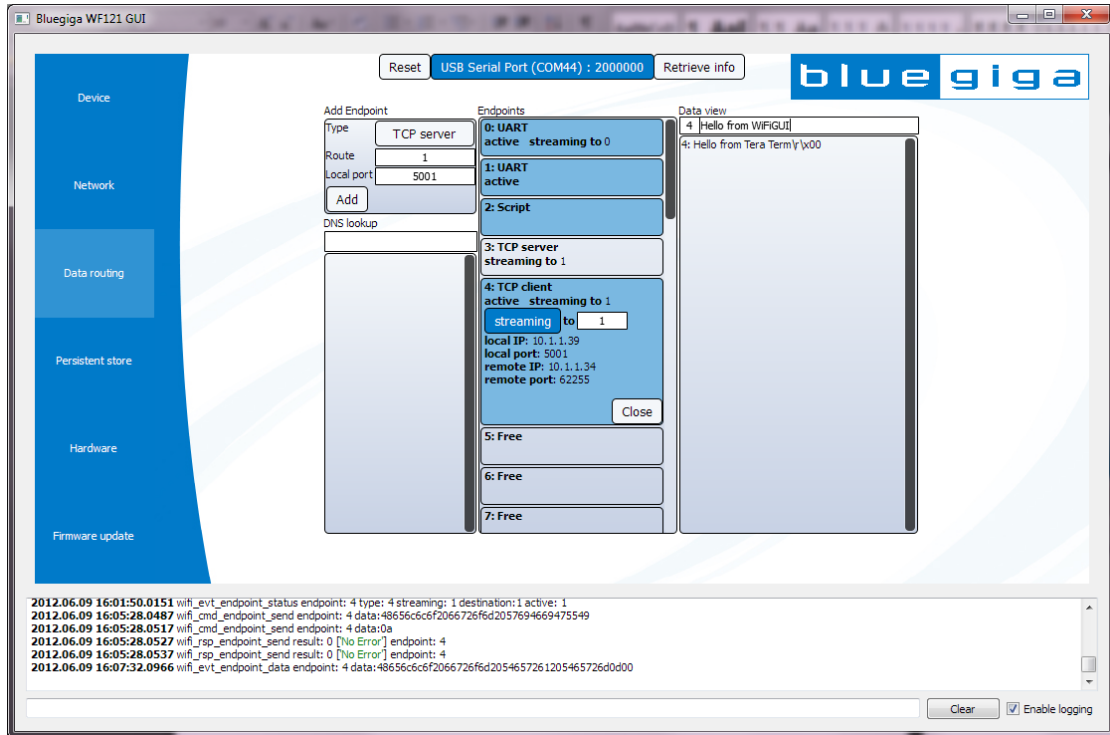 Bluegiga WF121 GUI
Reset USB Serial Port (COM44) : 2000000 Retrieve info
bluegiga
Device
Network
Data routing
Persistent store
Hardware
Firmware update
Add Endpoint
Type TCP server
Route 1
Local port 5001
Add
DNS lookup
Endpoints
0: UART
active streaming to 0
1: UART
active
2: Script
3: TCP server
streaming to 1
4: TCP client
active streaming to 1
streaming to 1
local IP: 10.1.1.39
local port: 5001
remote IP: 10.1.1.34
remote port: 62255
Close
5: Free
6: Free
7: Free
Data view
4 Hello from WiFiGUI
4: Hello from Tera Term\r\x00
2012.06.09 16:01:50.0151 wifi_evt_endpoint_status endpoint: 4 type: 4 streaming: 1 destination:1 active: 1
2012.06.09 16:05:28.0487 wifi_cmd_endpoint_send endpoint: 4 data:48656c6c6f2066726f6d2057694669475549
2012.06.09 16:05:28.0517 wifi_cmd_endpoint_send endpoint: 4 data:0a
2012.06.09 16:05:28.0527 wifi_rsp_endpoint_send result: 0 ['No Error'] endpoint: 4
2012.06.09 16:05:28.0537 wifi_rsp_endpoint_send result: 0 ['No Error'] endpoint: 4
2012.06.09 16:07:32.0966 wifi_evt_endpoint_data endpoint: 4 data:48656c6c6f2066726f6d2054657261205465726d0d00
Clear Enable logging